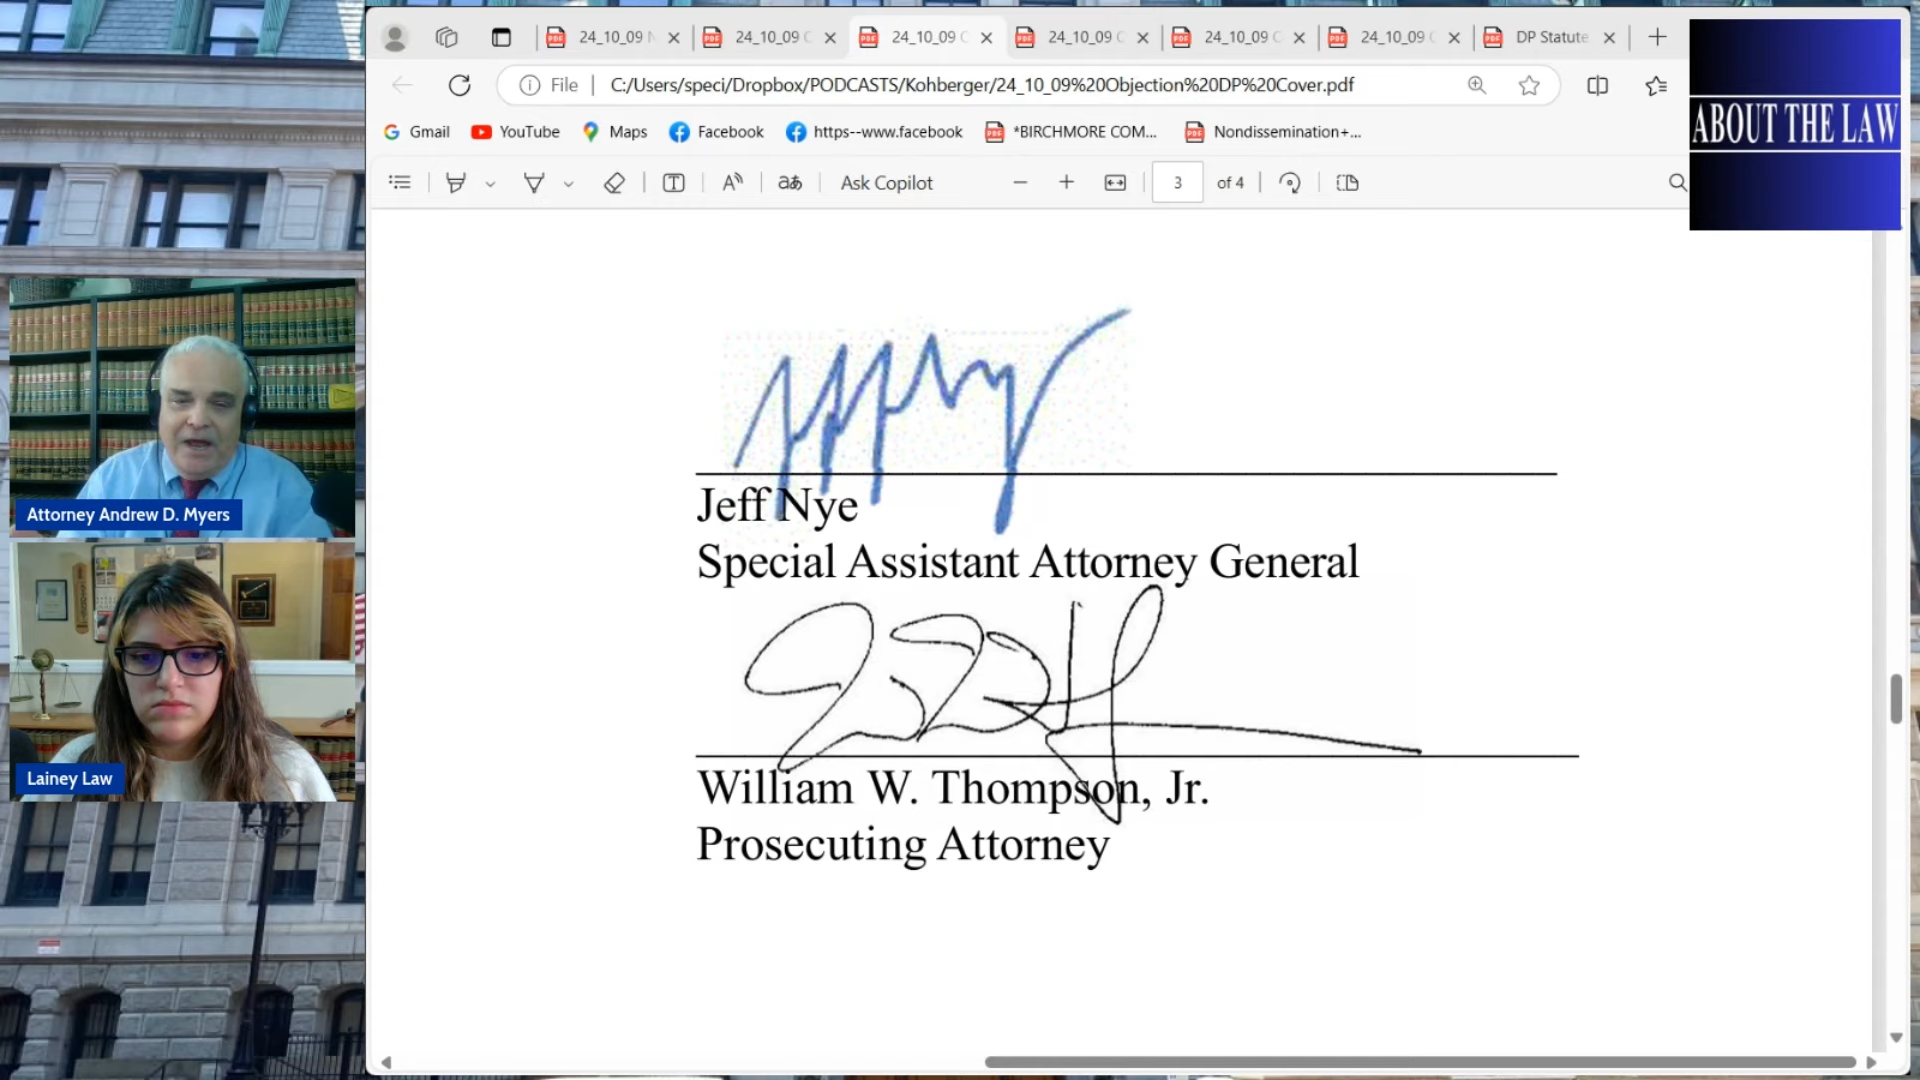 24_10_09
24_10_09
24_10_09
24_10_09
24_10_09
24_10_09
DP Statute
File
C:/Users/speci/Dropbox/PODCASTS/Kohberger/24_10_09%20Objection%20DP%20Cover.pdf
Gmail
YouTube
Maps
Facebook
https--www.facebook
*BIRCHMORE COM...
Nondissemination+...
Ask Copilot
3
of 4
ABOUT THE LAW
Attorney Andrew D. Myers
Lainey Law
Jeff Nye
Special Assistant Attorney General
William W. Thompson, Jr.
Prosecuting Attorney